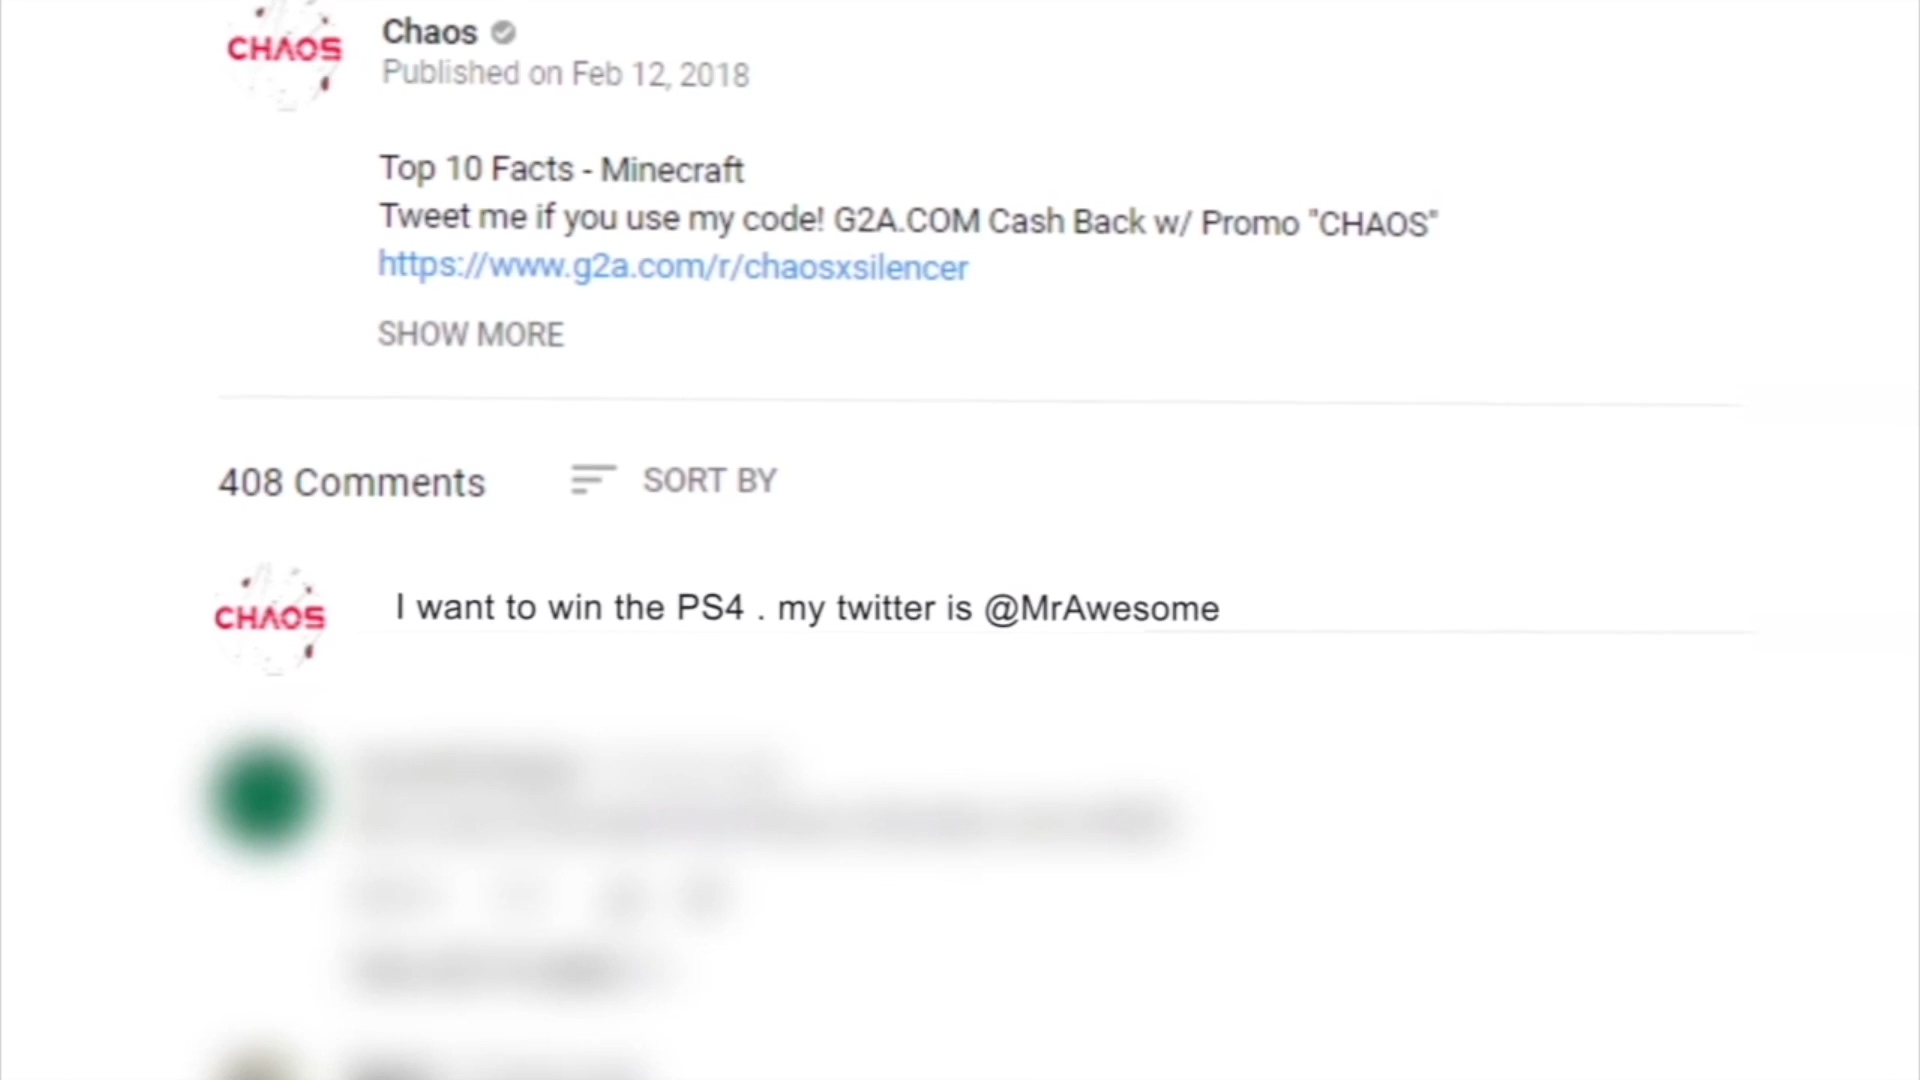 CHAOS
Chaos
Published on Feb 12, 2018
Top 10 Facts - Minecraft
Tweet me if you use my code! G2A.COM Cash Back w/ Promo "CHAOS"
https://www.g2a.com/r/chaosxsilencer
SHOW MORE
408 Comments
SORT BY
CHAOS
I want to win the PS4 . my twitter is @MrAwesome